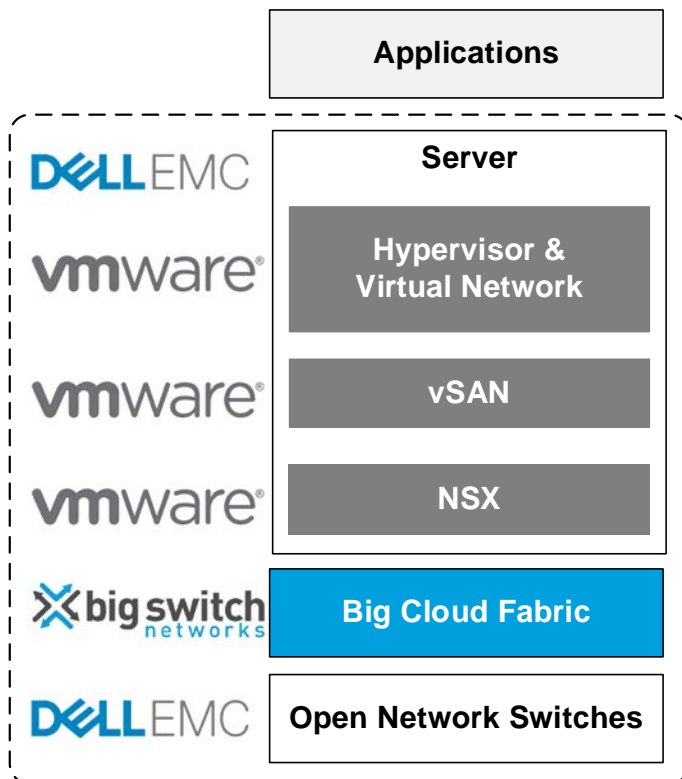 Applications
DELLEMC
Server
vmware®
Hypervisor &
Virtual Network
vmware®
vSAN
vmware®
NSX
big switch
networks
Big Cloud Fabric
DELLEMC
Open Network Switches